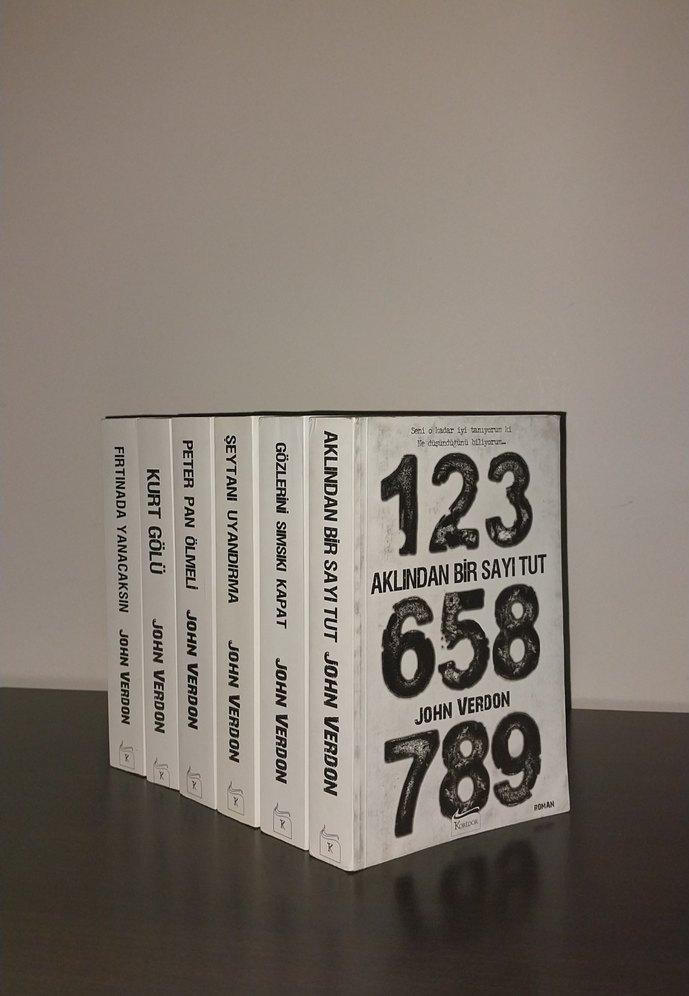 FIRTINADA YANACAKSIN JOHN VERDON
K
KURT GÖLÜ JOHN VERDON
K
PETER PAN ÖLMELİ JOHN VERDON
K
ŞEYTANI UYANDIRMA JOHN VERDON
K
GÖZLERİNİ SIMSIKI KAPAT JOHN VERDON
K
AKLINDAN BİR SAYI TUT JOHN VERDON
K
Seni o kadar iyi tanıyorum ki
Ne düşündüğünü biliyorum...
123
AKLINDAN BİR SAYI TUT
658
JOHN VERDON
789
KORİDOR
ROMAN